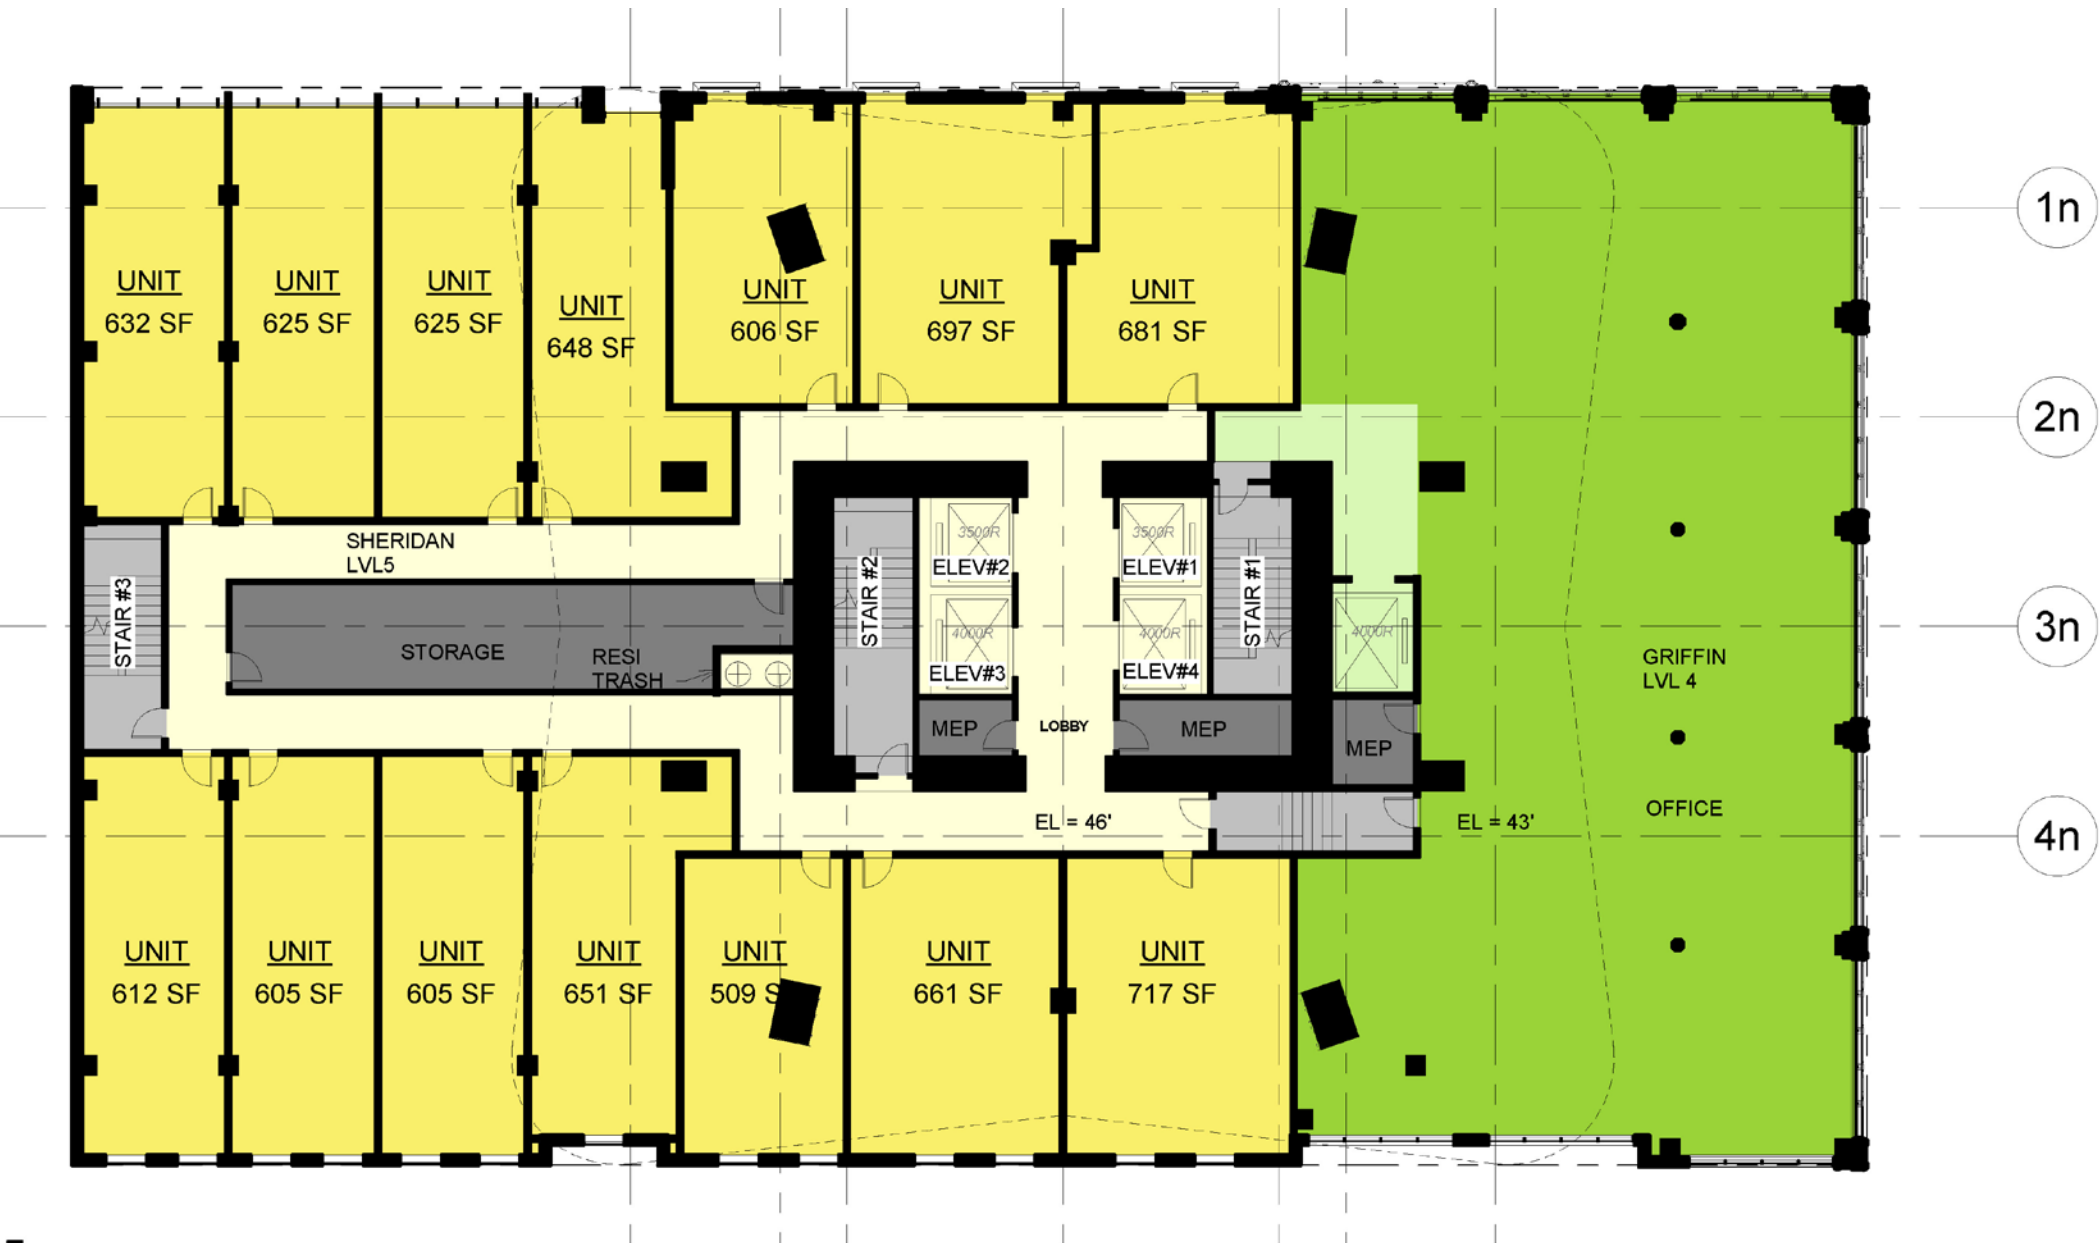 1n
UNIT
632 SF
UNIT
625 SF
UNIT
625 SF
UNIT
648 SF
UNIT
606 SF
UNIT
697 SF
UNIT
681 SF
2n
SHERIDAN
LVL5
3500R
ELEV#2
3500R
ELEV#1
STAIR #3
STAIR #2
STAIR #1
4000R
ELEV#3
4000R
ELEV#4
4000R
3n
STORAGE
RESI
TRASH
GRIFFIN
LVL 4
MEP
LOBBY
MEP
MEP
EL = 46'
EL = 43'
OFFICE
4n
UNIT
612 SF
UNIT
605 SF
UNIT
605 SF
UNIT
651 SF
UNIT
509 S
UNIT
661 SF
UNIT
717 SF